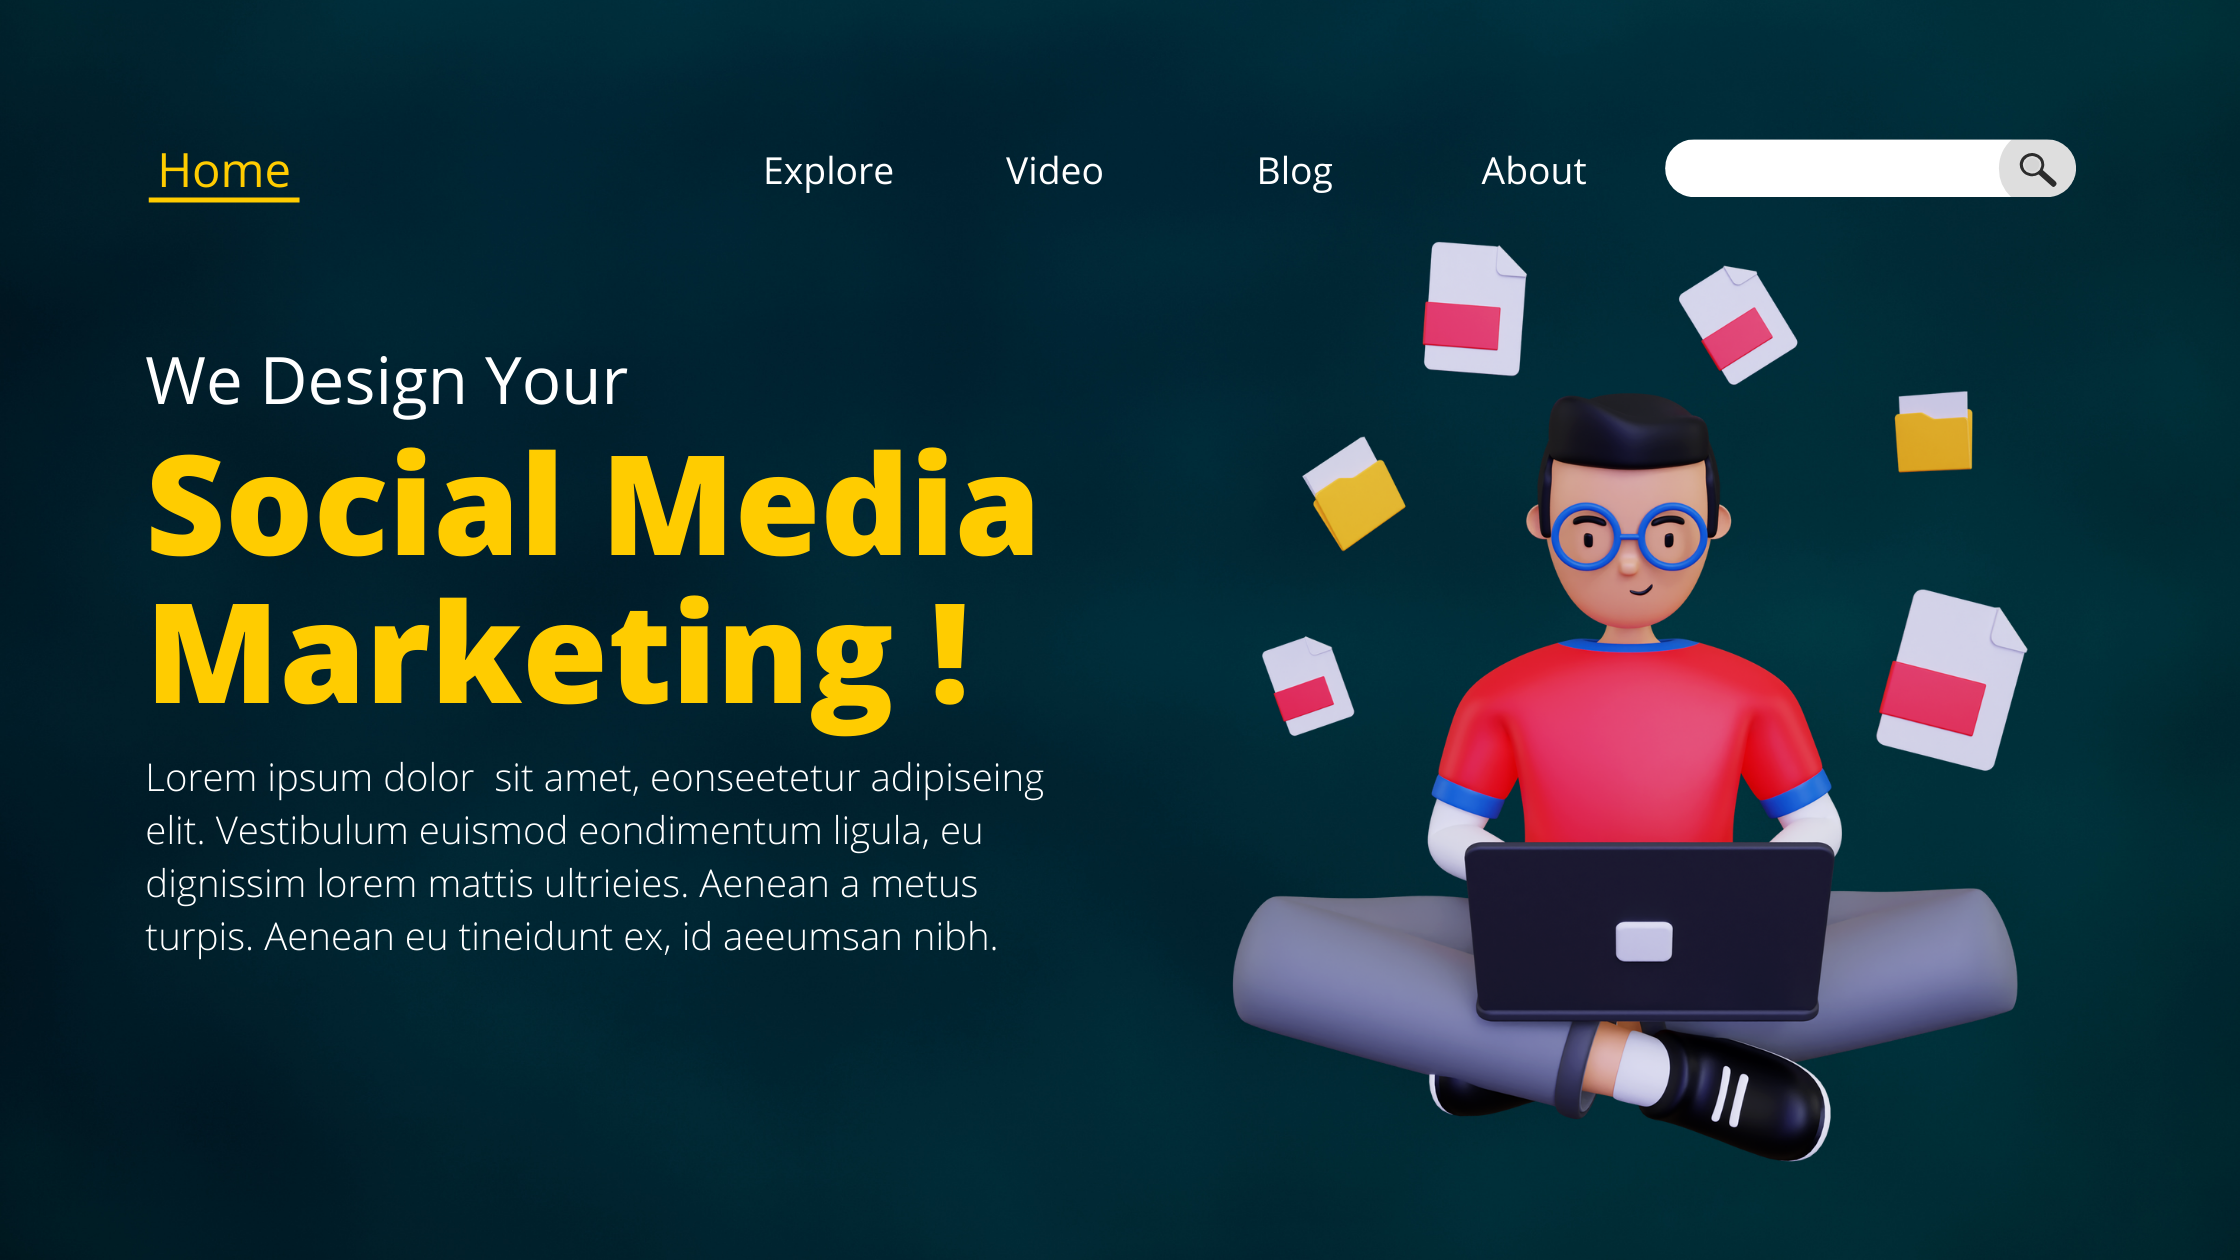 Home
Explore
Video
Blog
About
We Design Your
Social Media
Marketing !
Lorem ipsum dolor  sit amet, eonseetetur adipiseing
elit. Vestibulum euismod eondimentum ligula, eu
dignissim lorem mattis ultrieies. Aenean a metus
turpis. Aenean eu tineidunt ex, id aeeumsan nibh.